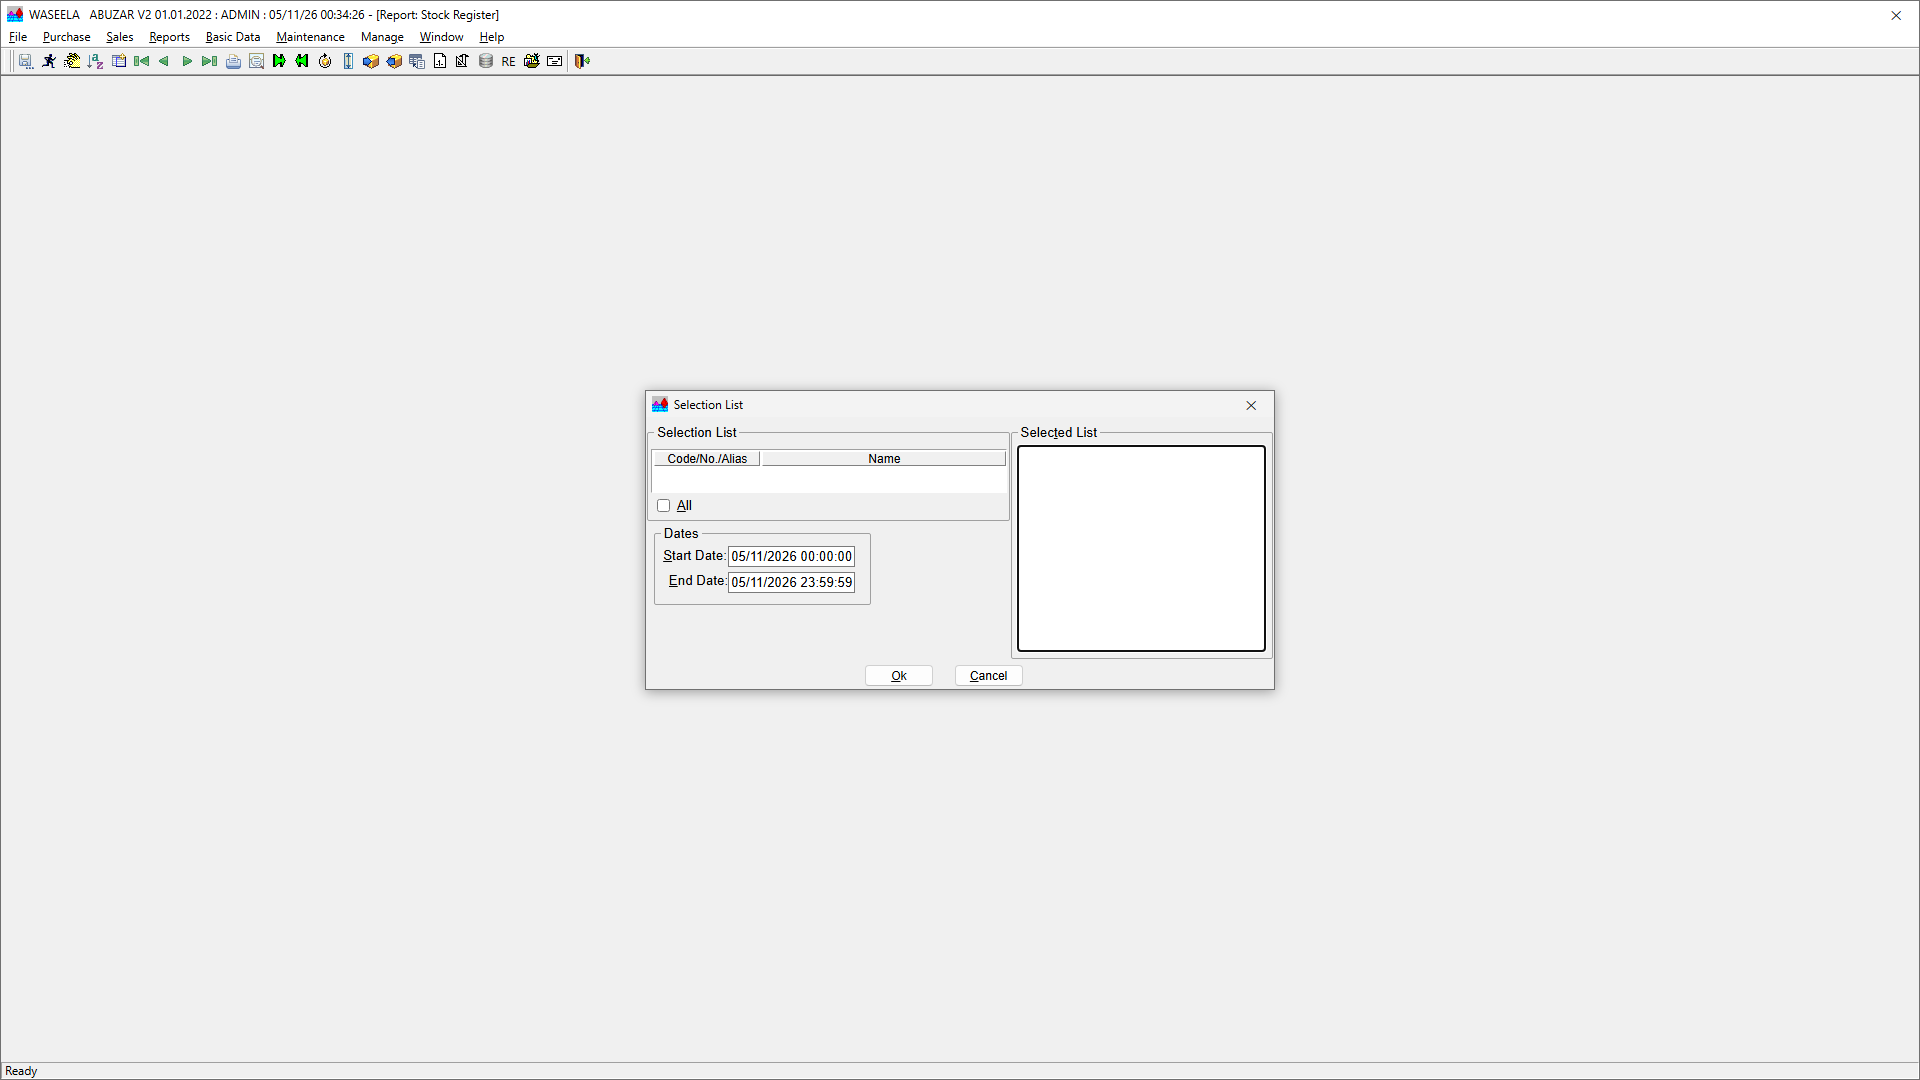 WASEELA   ABUZAR V2 01.01.2022 : ADMIN : 05/11/26 00:34:26 - [Report: Stock Register]
File Purchase Sales Reports Basic Data Maintenance Manage Window Help
RE
Selection List
Selection List
Code/No./Alias Name
All
Dates
Start Date: 05/11/2026 00:00:00
End Date: 05/11/2026 23:59:59
Selected List
Ok Cancel
Ready